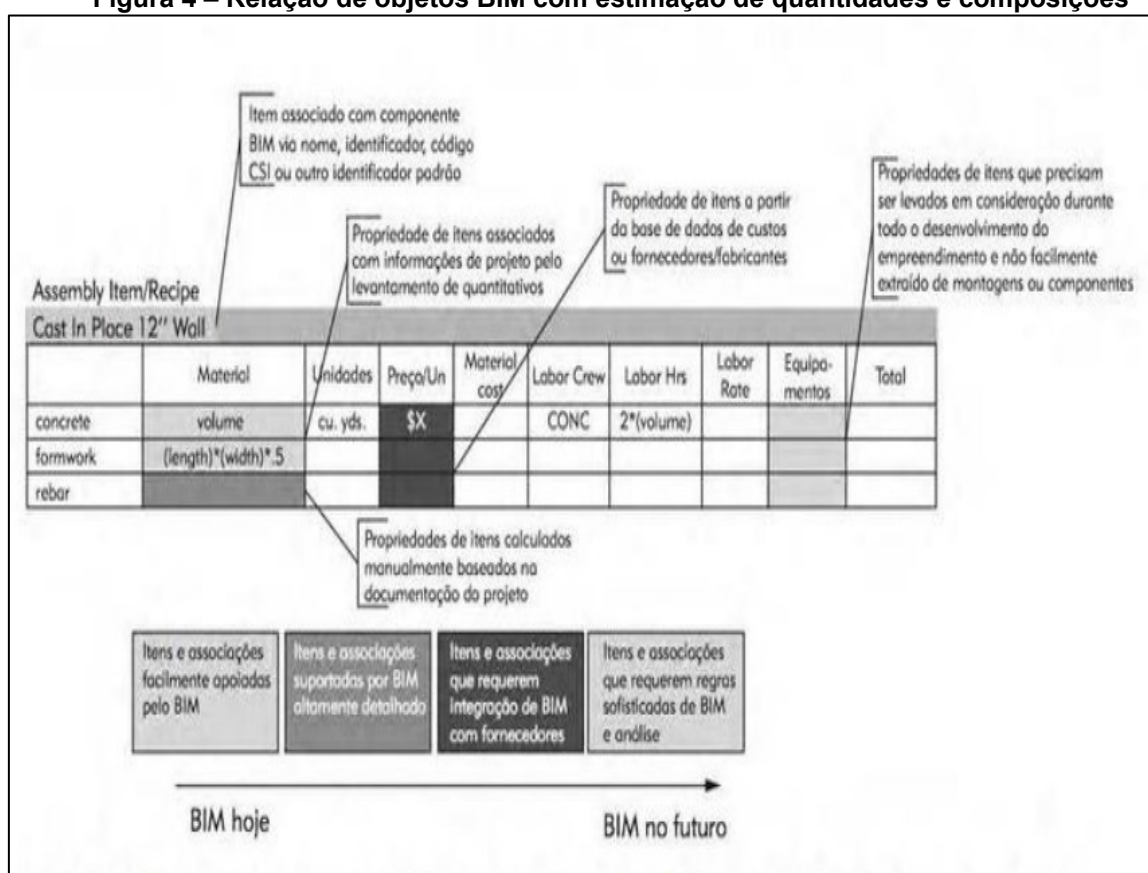 Figura 4 – Relação de objetos BIM com estimação de quantidades e composições
Item associado com componente
BIM via nome, identificador, código
CSI ou outro identificador padrão
Propriedade de itens associados
com informações de projeto pelo
levantamento de quantitativos
Propriedade de itens a partir
da base de dados de custos
ou fornecedores/fabricantes
Propriedades de itens que precisam
ser levados em consideração durante
todo o desenvolvimento do
empreendimento e não facilmente
extraído de montagens ou componentes
Assembly Item/Recipe
Cast In Place 12'' Wall
Material Unidades Preço/Un Material cost Labor Crew Labor Hrs Labor Rate Equipa-mentos Total
concrete volume cu. yds. $X CONC 2*(volume)
formwork (length)*(width)*.5
rebar
Propriedades de itens calculados
manualmente baseados na
documentação do projeto
Itens e associações
facilmente apoiadas
pelo BIM
Itens e associações
suportadas por BIM
altamente detalhado
Itens e associações
que requerem
integração de BIM
com fornecedores
Itens e associações
que requerem regras
sofisticadas de BIM
e análise
BIM hoje
BIM no futuro